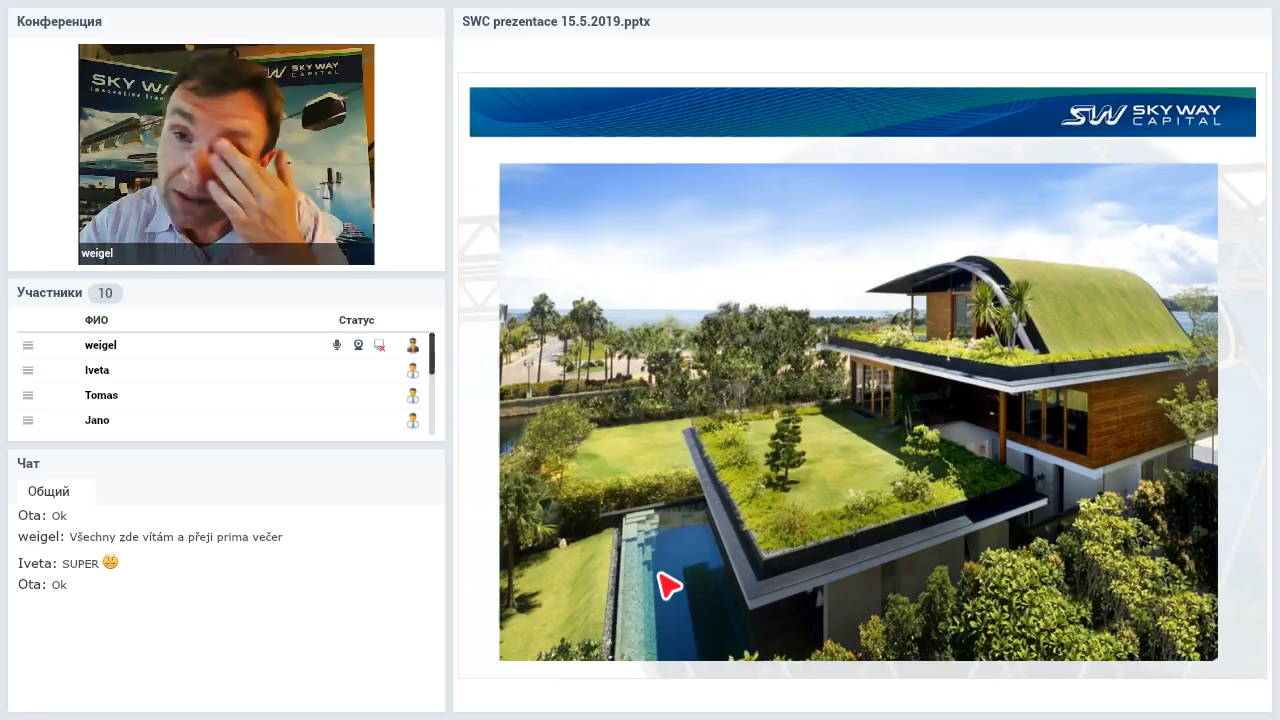 Конференция
SKY WA
W SKY WAY
CAPITAL
weigel
Участники 10
ФИО Статус
weigel
Iveta
Tomas
Jano
Чат
Общий
Ota: Ok
weigel: Všechny zde vítám a přeji prima večer
Iveta: SUPER
Ota: Ok
SWC prezentace 15.5.2019.pptx
SW SKY WAY
CAPITAL